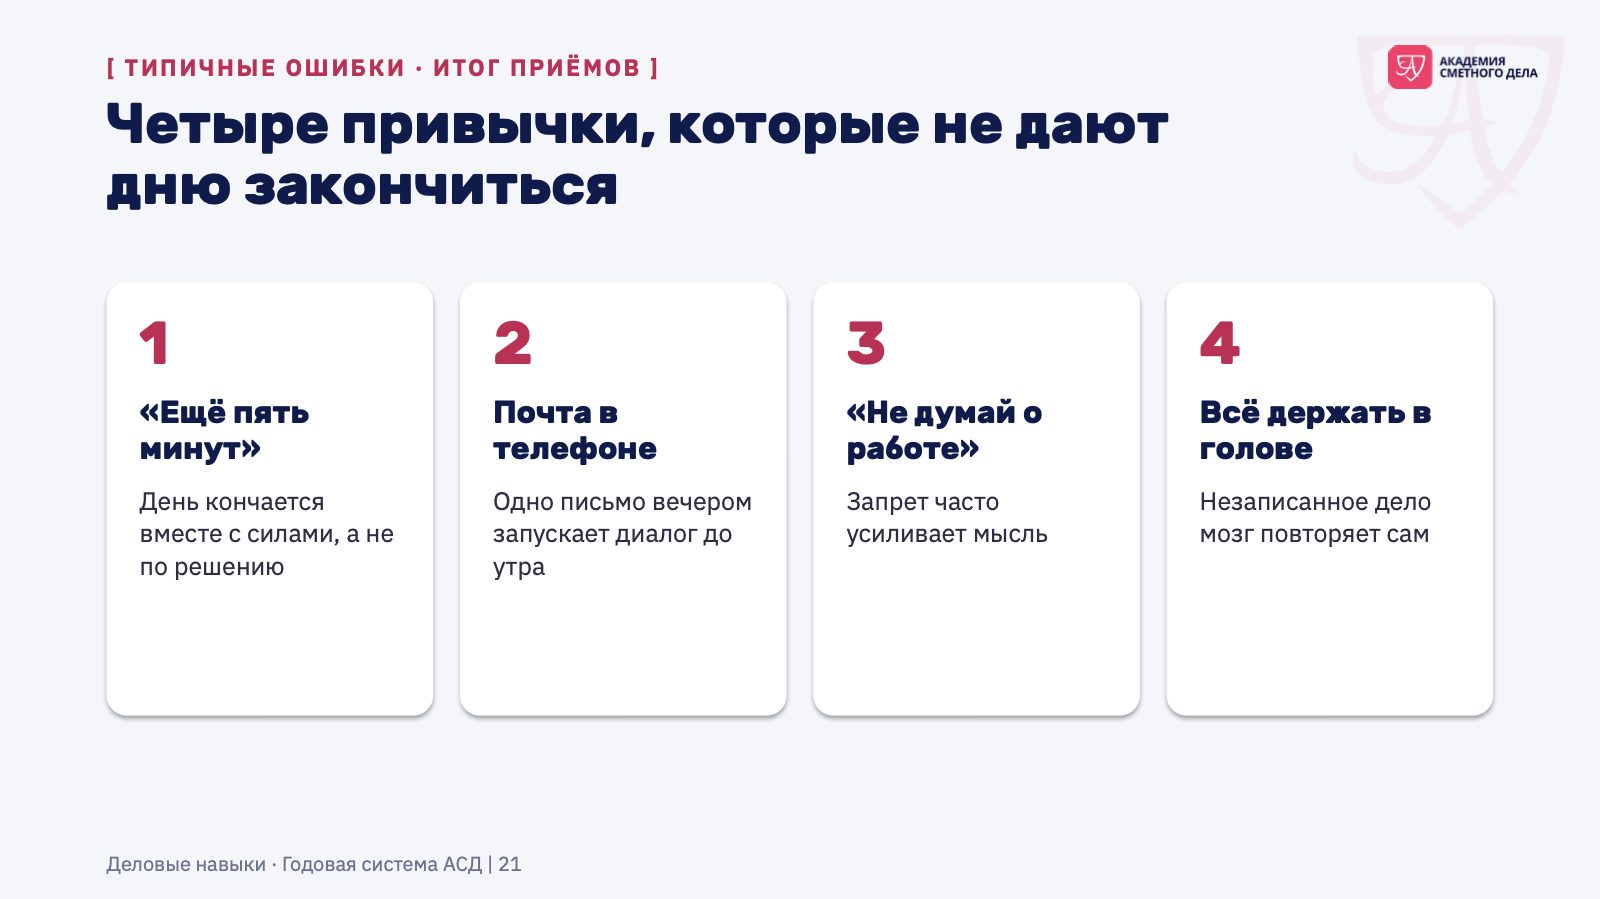 [ ТИПИЧНЫЕ ОШИБКИ · ИТОГ ПРИЁМОВ ]
АКАДЕМИЯ
СМЕТНОГО ДЕЛА
Четыре привычки, которые не дают
дню закончиться
1
«Ещё пять
минут»
День кончается
вместе с силами, а не
по решению
2
Почта в
телефоне
Одно письмо вечером
запускает диалог до
утра
3
«Не думай о
работе»
Запрет часто
усиливает мысль
4
Всё держать в
голове
Незаписанное дело
мозг повторяет сам
Деловые навыки · Годовая система АСД | 21